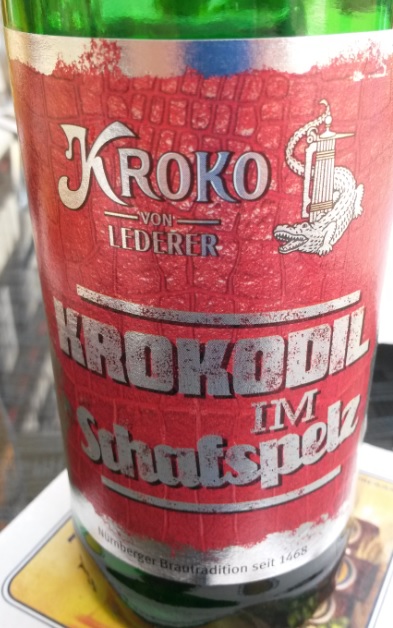 KROKO
VON
LEDERER
KROKODIL
IM
Schafspelz
Nürnberger Brautradition seit 1468